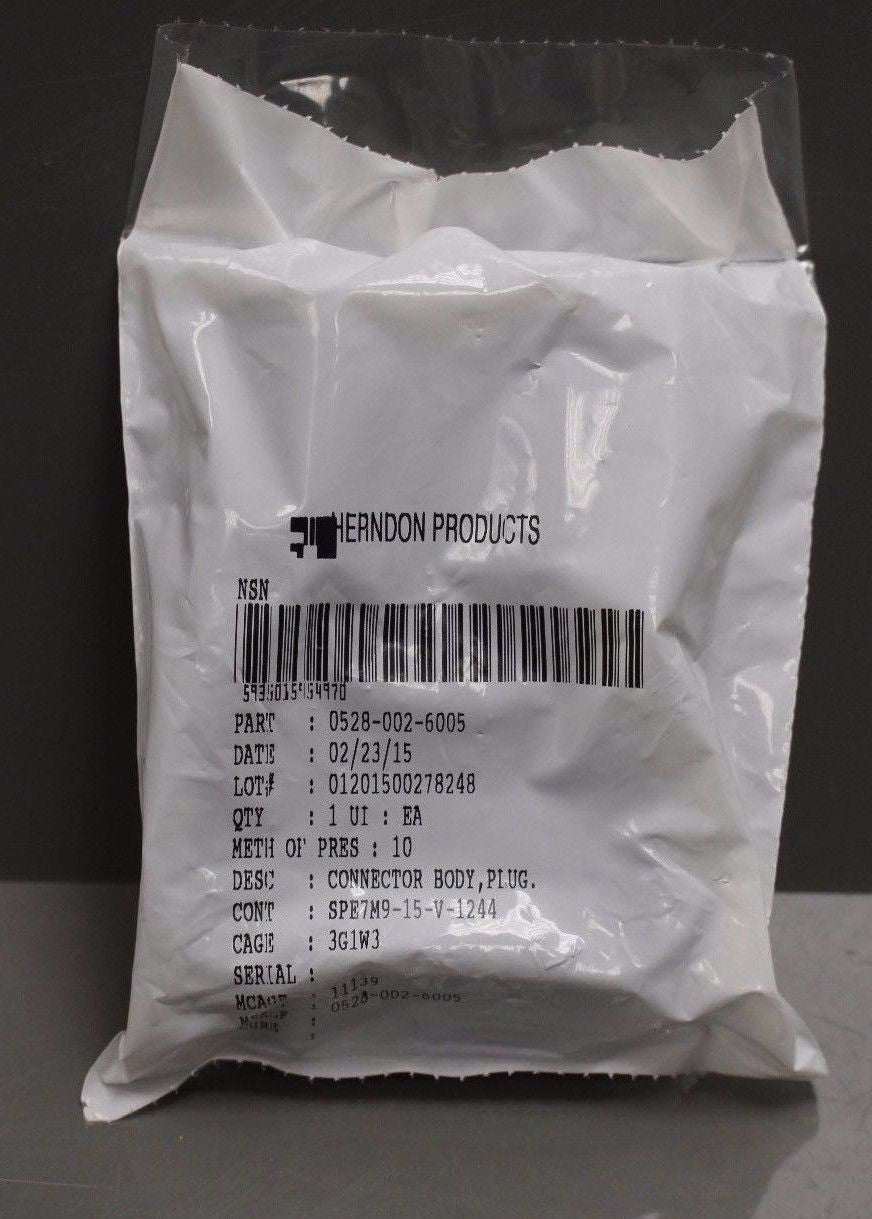 HERNDON PRODUCTS
NSN
PART : 0528-002-6005
DATE : 02/23/15
LOT# : 01201500278248
QTY : 1 UI : EA
METH OF PRES : 10
DESC : CONNECTOR BODY,PLUG.
CONT : SPE7M9-15-V-1244
CAGE : 3G1W3
SERIAL :
MCAGE : 11139
: 0528-002-6005
: